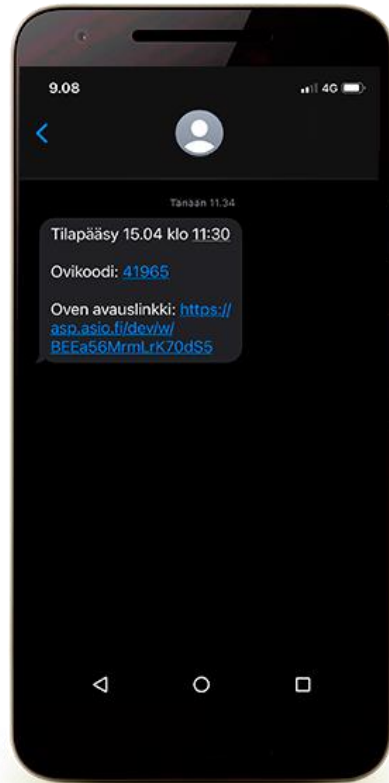 9.08
4G
Tänään 11.34
Tilapääsy 15.04 klo 11:30
Ovikoodi: 41965
Oven avauslinkki: https://
asp.asio.fi/dev/w/
BEEa56MrmLrK70dS5